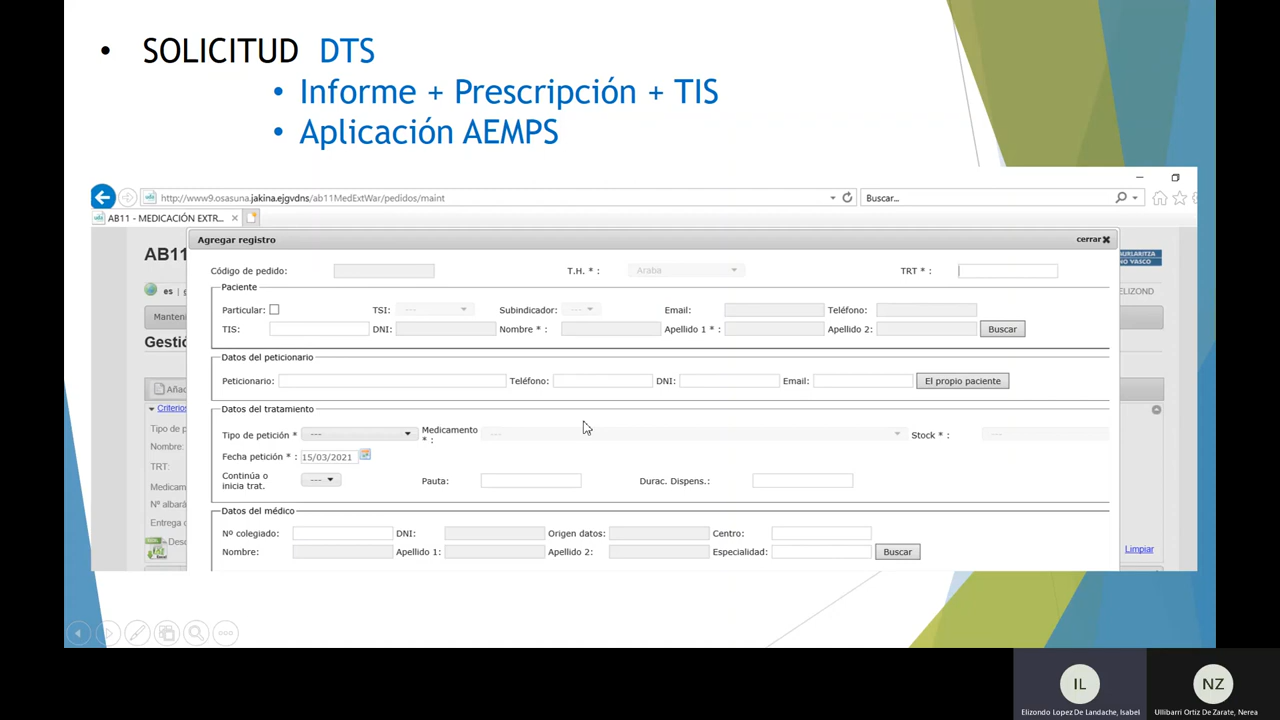 • SOLICITUD DTS
• Informe + Prescripción + TIS
• Aplicación AEMPS
http://www9.osasuna.jakina.ejgvdns/ab11MedExtWar/pedidos/maint
Buscar...
AB11 - MEDICACIÓN EXTR...
AB11
Agregar registro
cerrar
Código de pedido:
T.H. * :
Araba
TRT * :
Paciente
es |
Particular:
TSI:
---
Subindicador:
---
Email:
Teléfono:
ELIZOND
TIS:
DNI:
Nombre * :
Apellido 1 * :
Apellido 2:
Buscar
Manten
Gesti
Datos del peticionario
Peticionario:
Teléfono:
DNI:
Email:
El propio paciente
Añad
Criterios
Datos del tratamiento
Tipo de petición *
---
Medicamento
* :
---
Stock * :
---
Tipo de p
Nombre:
Fecha petición * :
15/03/2021
TRT:
Continúa o
inicia trat.
---
Pauta:
Durac. Dispens.:
Medicam
Nº albará
Entrega d
Datos del médico
Nº colegiado:
DNI:
Origen datos:
Centro:
Nombre:
Apellido 1:
Apellido 2:
Especialidad:
Buscar
Desc
Limpiar
IL
NZ
Elizondo Lopez De Landache, Isabel
Ullibarri Ortiz De Zarate, Nerea